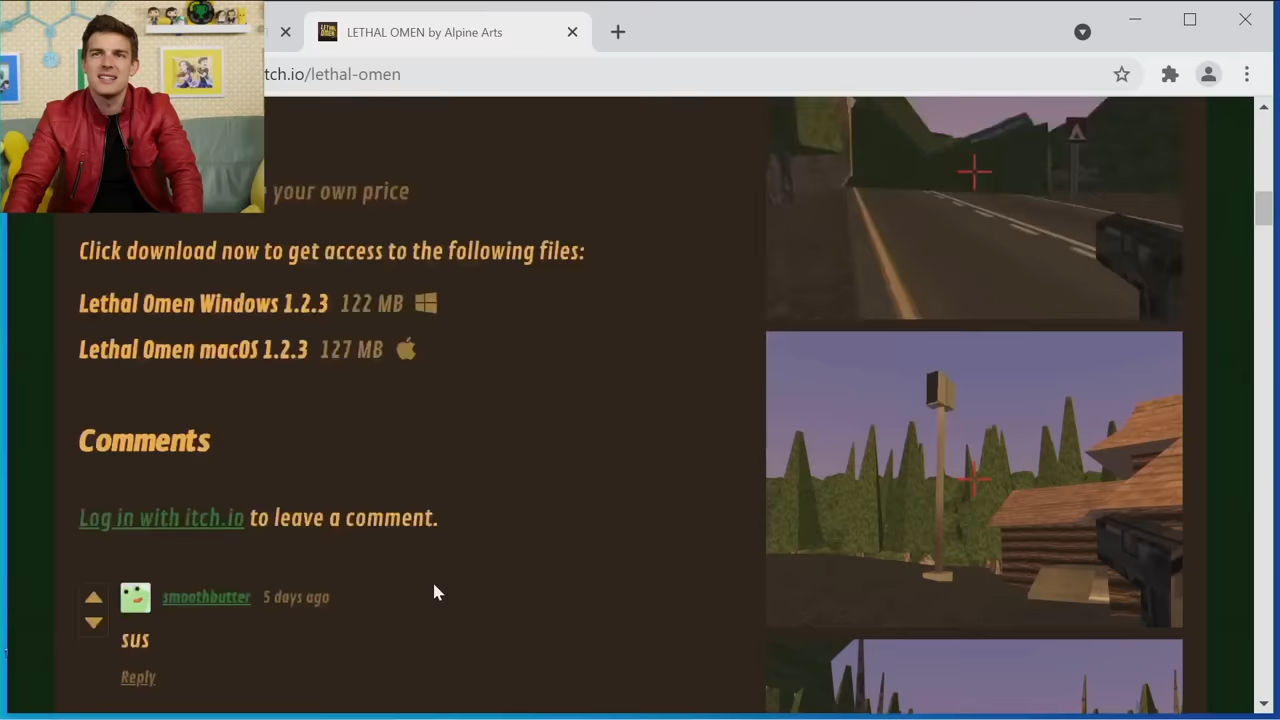 LETHAL OMEN by Alpine Arts
tch.io/lethal-omen
your own price
Click download now to get access to the following files:
Lethal Omen Windows 1.2.3 122 MB
Lethal Omen macOS 1.2.3 127 MB
Comments
Log in with itch.io to leave a comment.
smoothbutter 5 days ago
sus
Reply